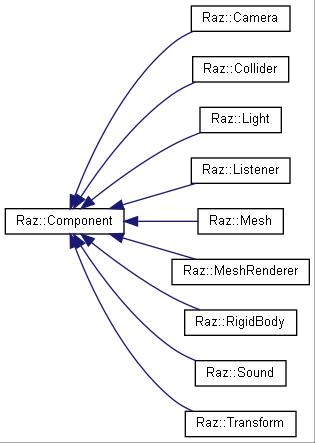 Raz::Camera
Raz::Collider
Raz::Light
Raz::Listener
Raz::Component
Raz::Mesh
Raz::MeshRenderer
Raz::RigidBody
Raz::Sound
Raz::Transform